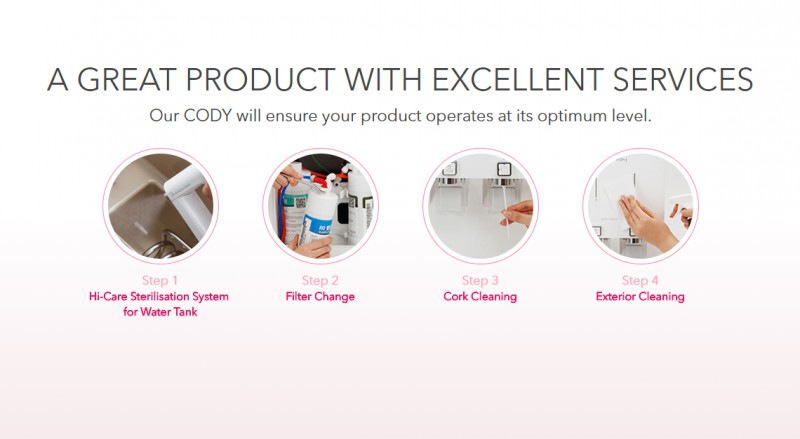 A GREAT PRODUCT WITH EXCELLENT SERVICES
Our CODY will ensure your product operates at its optimum level.
Step 1
Hi-Care Sterilisation System
for Water Tank
Step 2
Filter Change
Step 3
Cork Cleaning
Step 4
Exterior Cleaning